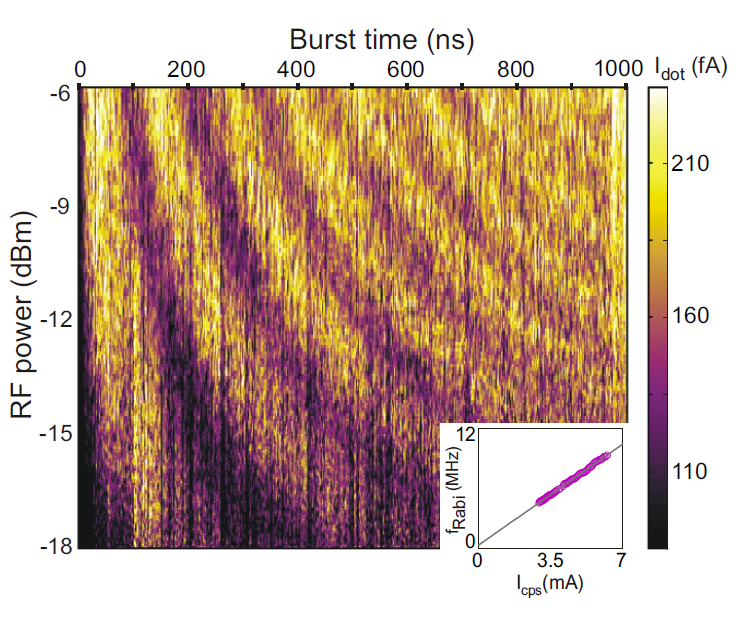 Burst time (ns)
0 200 400 600 800 1000
I_dot (fA)
-6
-9
-12
-15
-18
RF power (dBm)
210
160
110
12
0
f_Rabi (MHz)
0 3.5 7
I_cps(mA)